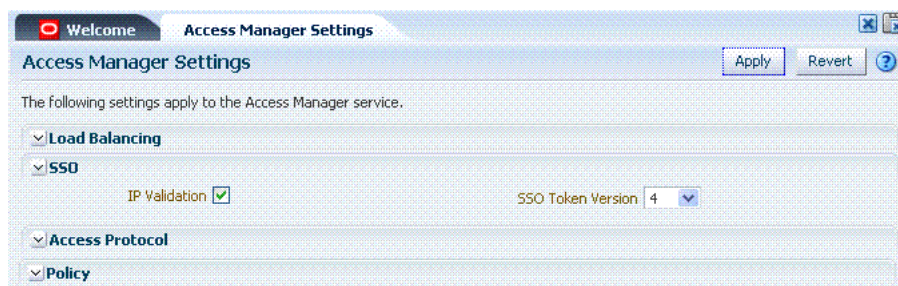 Welcome Access Manager Settings
Access Manager Settings Apply Revert ?
The following settings apply to the Access Manager service.
Load Balancing
SSO
IP Validation SSO Token Version 4
Access Protocol
Policy